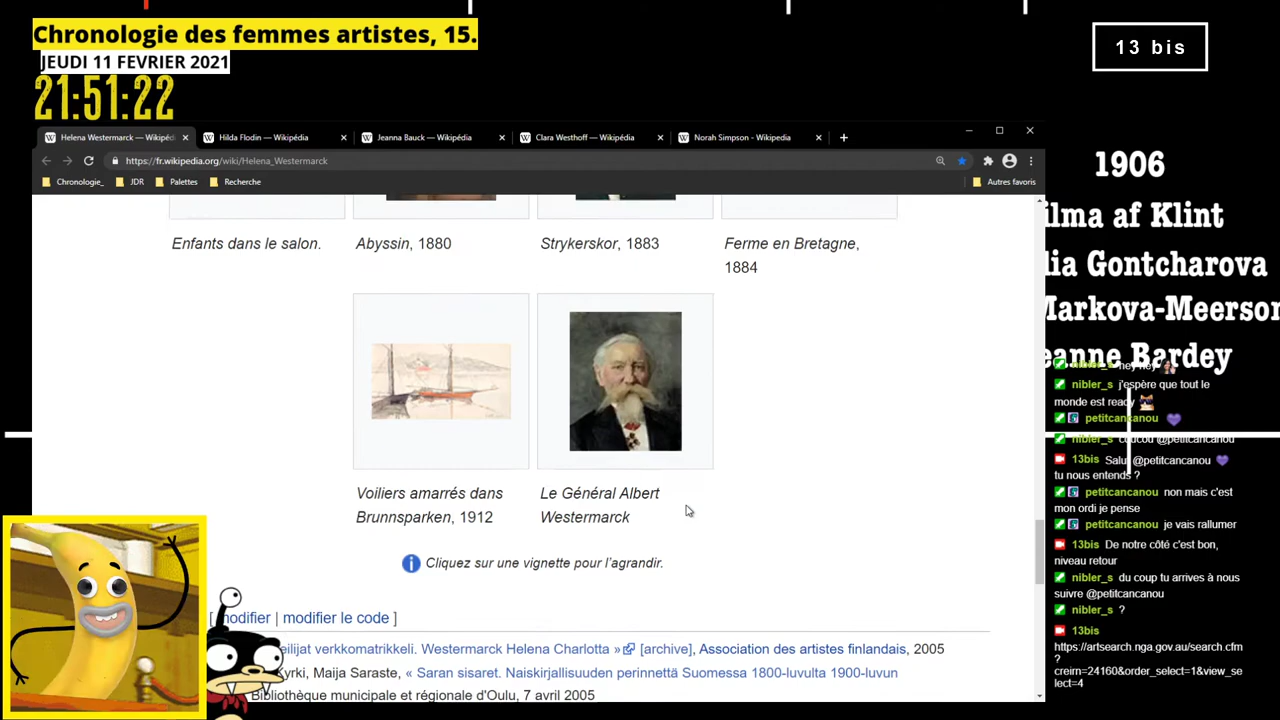 Chronologie des femmes artistes, 15.
JEUDI 11 FEVRIER 2021
21:51:22
13 bis
Helena Westermarck — Wikipédi
Hilda Flodin — Wikipédia
Jeanna Bauck — Wikipédia
Clara Westhoff — Wikipédia
Norah Simpson - Wikipedia
https://fr.wikipedia.org/wiki/Helena_Westermarck
Chronologie_
JDR
Palettes
Recherche
Autres favoris
Enfants dans le salon.
Abyssin, 1880
Strykerskor, 1883
Ferme en Bretagne,
1884
Voiliers amarrés dans
Brunnsparken, 1912
Le Général Albert
Westermarck
Cliquez sur une vignette pour l'agrandir.
[ modifier | modifier le code ]
eilijat verkkomatrikkeli. Westermarck Helena Charlotta » [archive], Association des artistes finlandais, 2005
Kyrki, Maija Saraste, « Saran sisaret. Naiskirjallisuuden perinnettä Suomessa 1800-luvulta 1900-luvun
Bibliothèque municipale et régionale d'Oulu, 7 avril 2005
1906
ilma af Klint
lia Gontcharova
Markova-Meerson
eanne Bardey
nibler_s hey hey
nibler_s j'espère que tout le
monde est ready
petitcancanou
nibler_s coucou @petitcancanou
13bis Salut @petitcancanou
tu nous entends ?
petitcancanou non mais c'est
mon ordi je pense
petitcancanou je vais rallumer
13bis De notre côté c'est bon,
niveau retour
nibler_s du coup tu arrives à nous
suivre @petitcancanou
nibler_s ?
13bis
https://artsearch.nga.gov.au/search.cfm
?
creirn=24160&order_select=1&view_se
lect=4